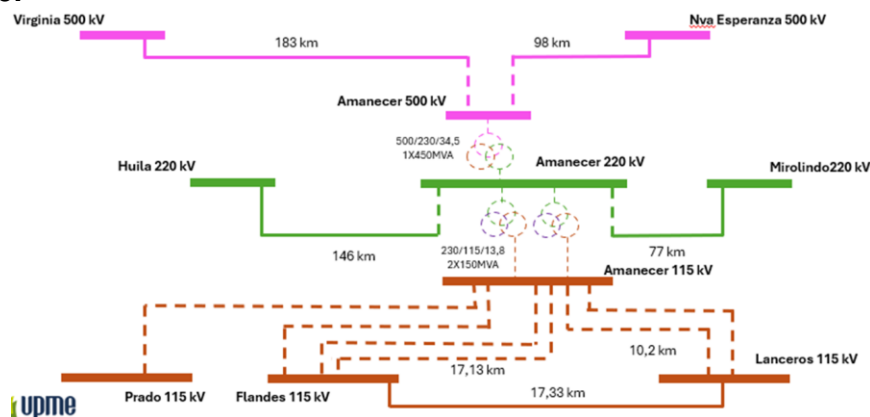 Virginia 500 kV
Nva Esperanza 500 kV
183 km
98 km
Amanecer 500 kV
500/230/34,5
1X450MVA
Huila 220 kV
Amanecer 220 kV
Mirolindo220 kV
146 km
230/115/13,8
2X150MVA
77 km
Amanecer 115 kV
10,2 km
Lanceros 115 kV
17,13 km
17,33 km
Prado 115 kV
Flandes 115 kV
upme